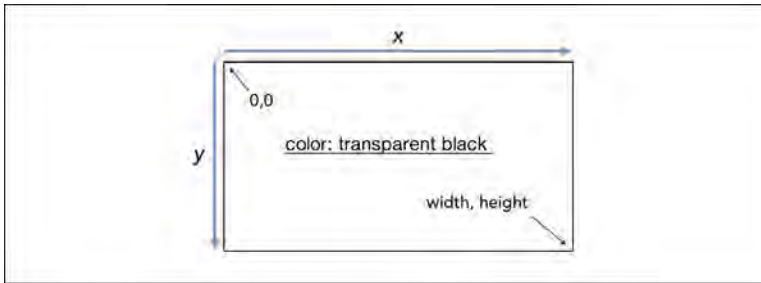 x
0,0
y
color: transparent black
width, height